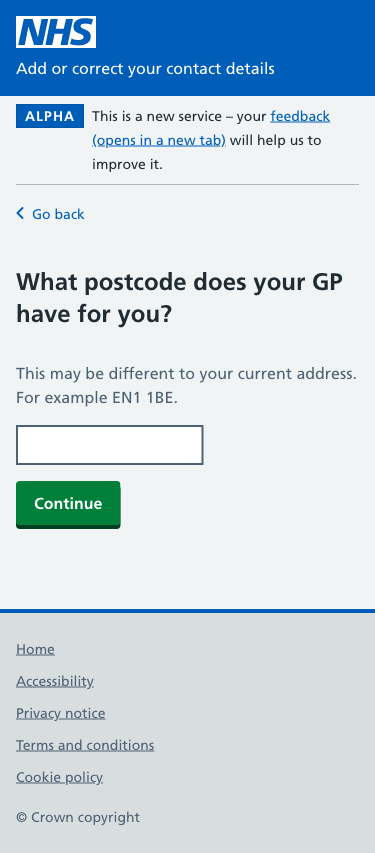 NHS
Add or correct your contact details
ALPHA This is a new service – your feedback
(opens in a new tab) will help us to
improve it.
Go back
What postcode does your GP
have for you?
This may be different to your current address.
For example EN1 1BE.
Continue
Home
Accessibility
Privacy notice
Terms and conditions
Cookie policy
© Crown copyright